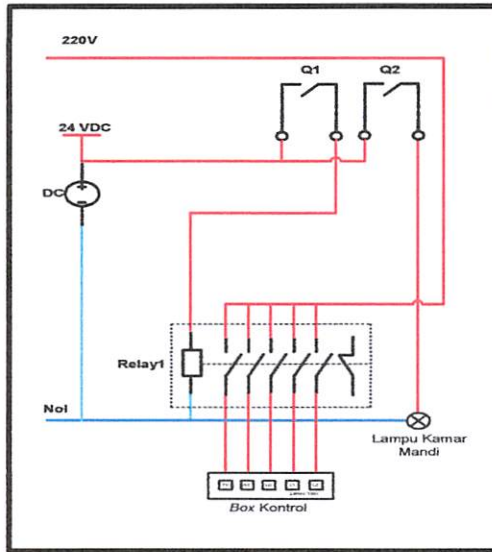 220V
Q1
Q2
24 VDC
DC
Relay1
Nol
Lampu Kamar
Mandi
Box Kontrol